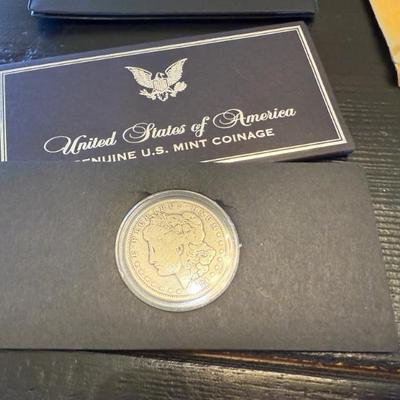 United States of America
GENUINE U.S. MINT COINAGE